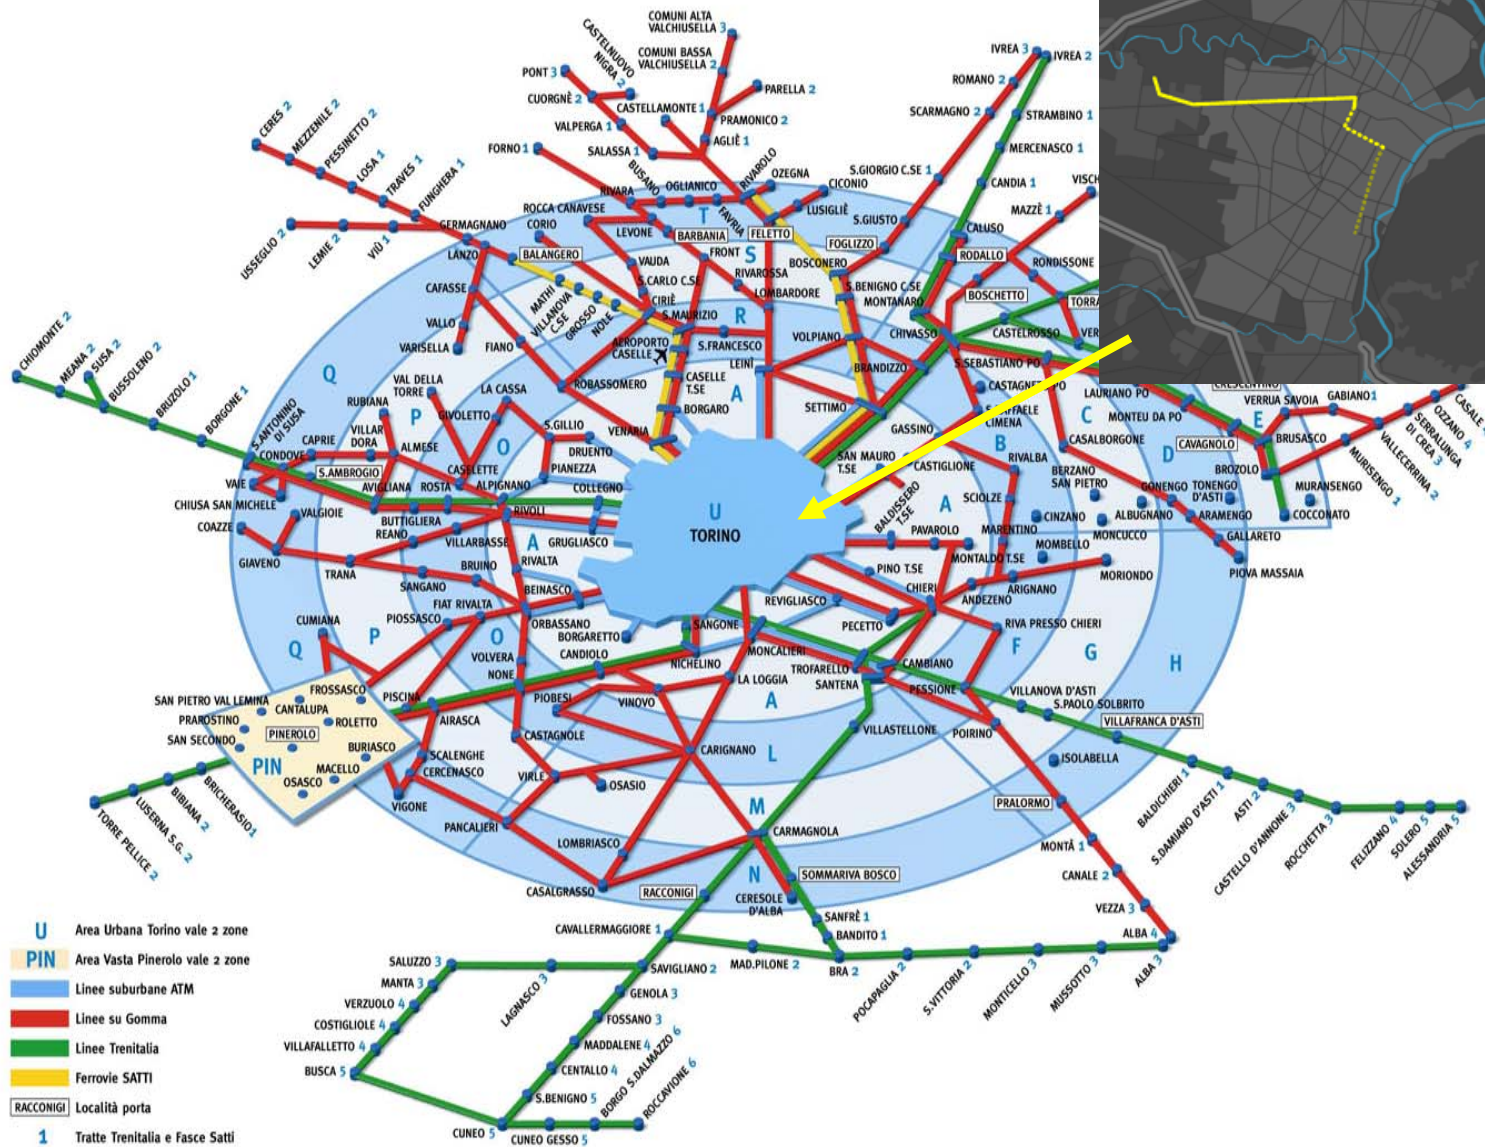 COMUNI ALTA
VALCHIUSELLA 3
CASTELNUOVO
NIGRA 2
COMUNI BASSA
VALCHIUSELLA 2
PONT 3
PARELLA 2
CUORGNÈ 2
CASTELLAMONTE 1
PRAMONICO 2
VALPERGA 1
AGLIÈ 1
SALASSA 1
FORNO 1
IVREA 3
IVREA 2
ROMANO 2
SCARMAGNO 2
STRAMBINO 1
MERCENASCO 1
S.GIORGIO C.SE 1
CANDIA 1
VISCH
MAZZÈ 1
CERES 2
MEZZENILE 2
PESSINETTO 2
LOSA 1
TRAVES 1
FUNGHERA 1
GERMAGNANO
USSEGLIO 2
LEMIE 2
VIÙ 1
LANZO
BUSANO
OGLIANICO
RIVAROLO
OZEGNA
CICONIO
RIVARA
FAVRIA
LUSIGLIÈ
S.GIUSTO
ROCCA CANAVESE
CORIO
LEVONE
T
BARBANIA
FELETTO
FOGLIZZO
CALUSO
RODALLO
RONDISSONE
BALANGERO
VAUDA
FRONT
S
BOSCONERO
RIVAROSSA
S.CARLO C.SE
LOMBARDORE
S.BENIGNO C.SE
MONTANARO
BOSCHETTO
TORRA
CAFASSE
MATHI
VILLANOVA
C.SE
GROSSO
NOLE
CIRIÈ
S.MAURIZIO
R
VALLO
VARISELLA
FIANO
AEROPORTO
CASELLE
S.FRANCESCO
VOLPIANO
CHIVASSO
CASTELROSSO
VER
LEINÌ
BRANDIZZO
S.SEBASTIANO PO
CHIOMONTE 2
MEANA 2
SUSA 2
BUSSOLENO 2
BRUZOLO 1
BORGONE 1
Q
ROBASSOMERO
CASELLE
T.SE
A
BORGARO
VENARIA
SETTIMO
CASTAGNETO PO
S.RAFFAELE
CIMENA
GASSINO
LAURIANO PO
MONTEU DA PO
C
CRESCENTINO
VERRUA SAVOIA
GABIANO 1
E
CAVAGNOLO
BRUSASCO
CASALE 4
OZZANO 4
SERRALUNGA
DI CREA 3
VALLECERRINA 2
MURISENGO 1
VAL DELLA
TORRE
LA CASSA
RUBIANA
P
GIVOLETTO
VILLAR
DORA
S.GILLIO
DRUENTO
S.ANTONINO
DI SUSA
CAPRIE
CONDOVE
ALMESE
O
PIANEZZA
VAIE
S.AMBROGIO
CASELETTE
AVIGLIANA
ROSTA
ALPIGNANO
COLLEGNO
CHIUSA SAN MICHELE
VALGIOIE
COAZZE
BUTTIGLIERA
REANO
RIVOLI
VILLARBASSE
A
GRUGLIASCO
GIAVENO
TRANA
RIVALTA
BRUINO
SANGANO
BEINASCO
U
TORINO
SAN MAURO
T.SE
CASTIGLIONE
B
RIVALBA
CASALBORGONE
D
BROZOLO
BERZANO
SAN PIETRO
GONENGO
TONENGO
D'ASTI
MURANSENGO
SCIOLZE
BALDISSERO
T.SE
A
CINZANO
ALBUGNANO
ARAMENGO
COCCONATO
PAVAROLO
MARENTINO
MONCUCCO
GALLARETO
MOMBELLO
MONTALDO T.SE
PINO T.SE
MORIONDO
PIOVA MASSAIA
CHIERI
ARIGNANO
ANDEZENO
CUMIANA
FIAT RIVALTA
PIOSSASCO
ORBASSANO
REVIGLIASCO
PECETTO
RIVA PRESSO CHIERI
Q
P
O
BORGARETTO
SANGONE
MONCALIERI
F
G
H
VOLVERA
CANDIOLO
NICHELINO
TROFARELLO
CAMBIANO
NONE
LA LOGGIA
SANTENA
PESSIONE
VILLANOVA D'ASTI
S.PAOLO SOLBRITO
FROSSASCO
SAN PIETRO VAL LEMINA
CANTALUPA
PISCINA
PIOBESI
VINOVO
A
VILLAFRANCA D'ASTI
PRAROSTINO
ROLETTO
AIRASCA
VILLASTELLONE
POIRINO
PINEROLO
SAN SECONDO
CASTAGNOLE
BURIASCO
SCALENGHE
CARIGNANO
L
ISOLABELLA
PIN
MACELLO
CERCENASCO
OSASCO
VIRLE
OSASIO
VIGONE
M
PRALORMO
BALDICHIERI 1
S.DAMIANO D'ASTI 1
ASTI 2
CASTELLO D'ANNONE 3
ROCCHETTA 3
FELIZZANO 4
SOLERO 5
ALESSANDRIA 5
TORRE PELLICE 2
LUSERNA S.G. 2
BIBIANA 2
BRICHERASIO 1
PANCALIERI
CARMAGNOLA
LOMBRIASCO
MONTÀ 1
N
SOMMARIVA BOSCO
CANALE 2
CASALGRASSO
RACCONIGI
CERESOLE
D'ALBA
VEZZA 3
SANFRÈ 1
CAVALLERMAGGIORE 1
BANDITO 1
ALBA 4
SALUZZO 3
SAVIGLIANO 2
MAD.PILONE 2
BRA 2
POCAPAGLIA 2
S.VITTORIA 2
MONTICELLO 3
MUSSOTTO 3
ALBA 3
MANTA 3
LAGNASCO 3
GENOLA 3
VERZUOLO 4
FOSSANO 3
COSTIGLIOLE 4
MADDALENE 4
VILLAFALLETTO 4
CENTALLO 4
BUSCA 5
S.BENIGNO 5
BORGO S.DALMAZZO 6
ROCCAVIONE 6
CUNEO 5
CUNEO GESSO 5
U Area Urbana Torino vale 2 zone
PIN Area Vasta Pinerolo vale 2 zone
Linee suburbane ATM
Linee su Gomma
Linee Trenitalia
Ferrovie SATTI
RACCONIGI Località porta
1 Tratte Trenitalia e Fasce Satti